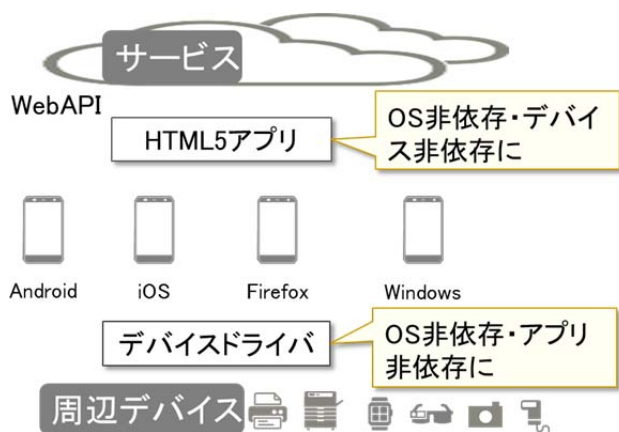 サービス
WebAPI
HTML5アプリ
OS非依存・デバイ
ス非依存に
Android iOS Firefox Windows
デバイスドライバ
OS非依存・アプリ
非依存に
周辺デバイス